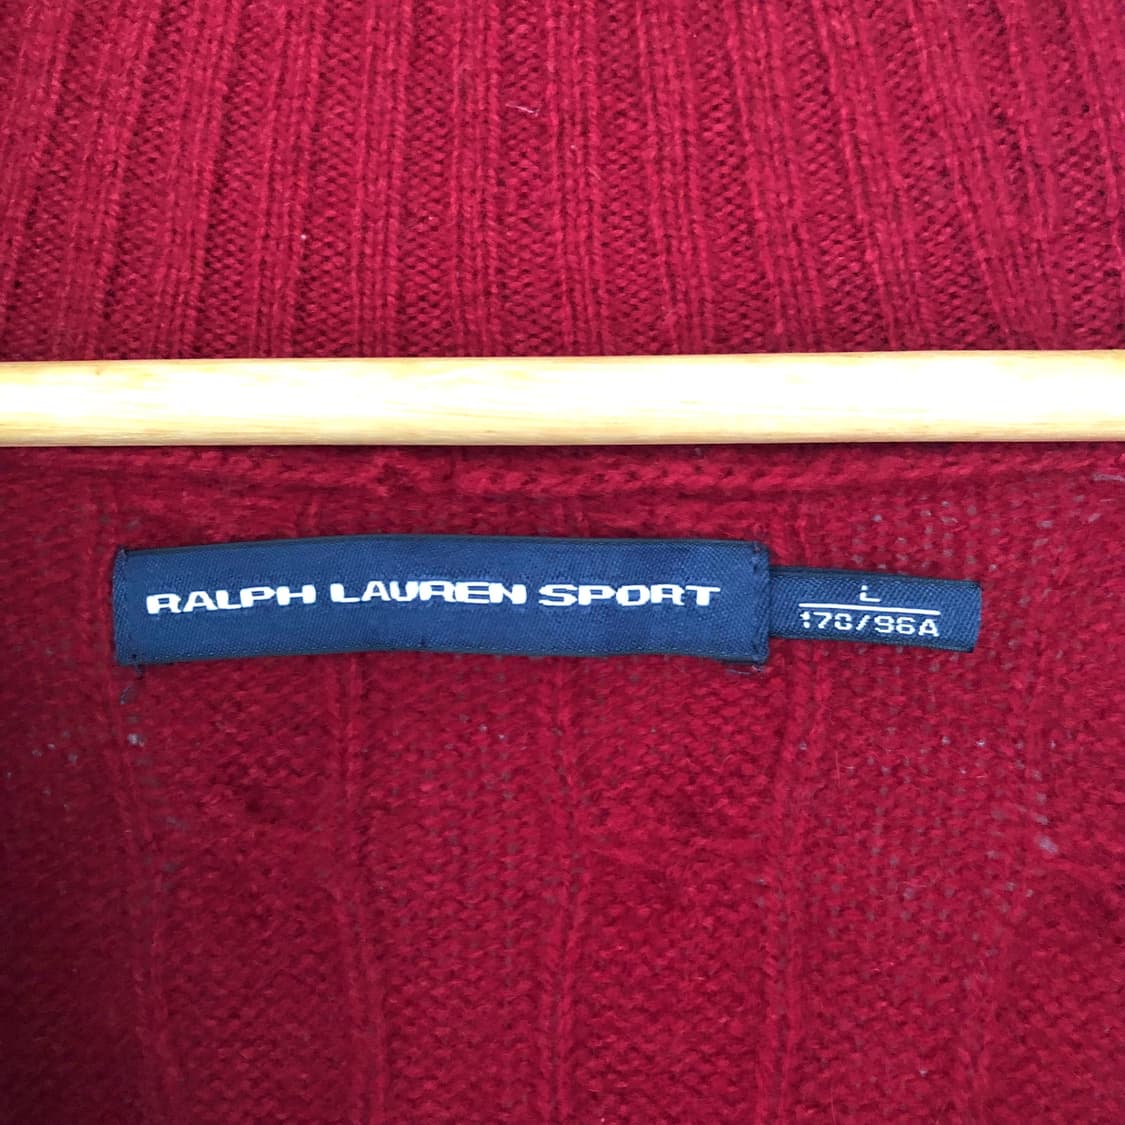 RALPH LAUREN SPORT
L
170/96A